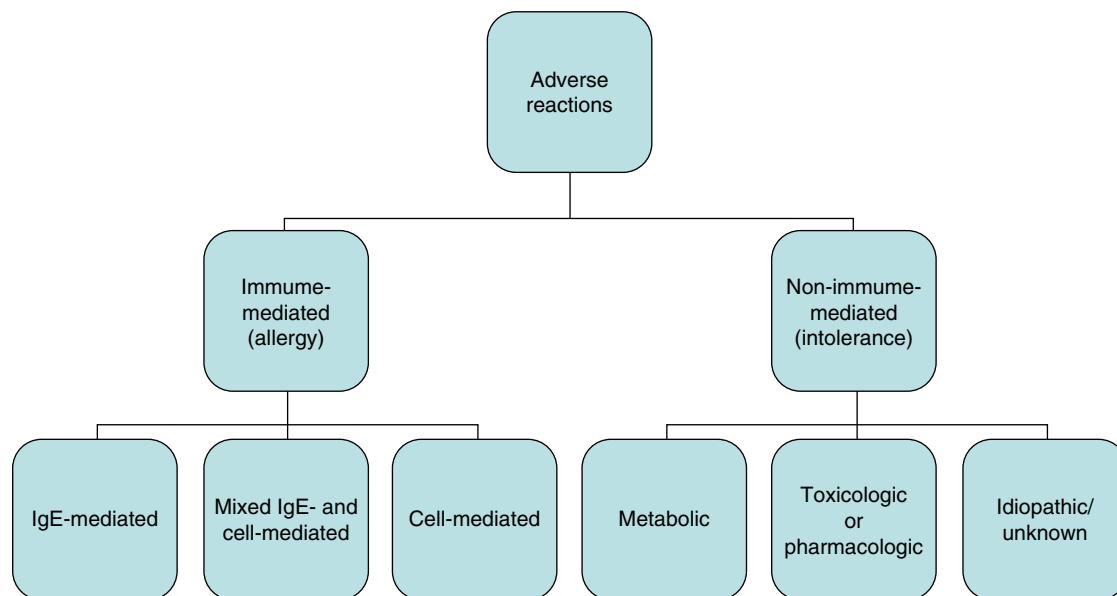 Adverse
reactions
Immume-
mediated
(allergy)
Non-immume-
mediated
(intolerance)
IgE-mediated
Mixed IgE- and
cell-mediated
Cell-mediated
Metabolic
Toxicologic
or
pharmacologic
Idiopathic/
unknown